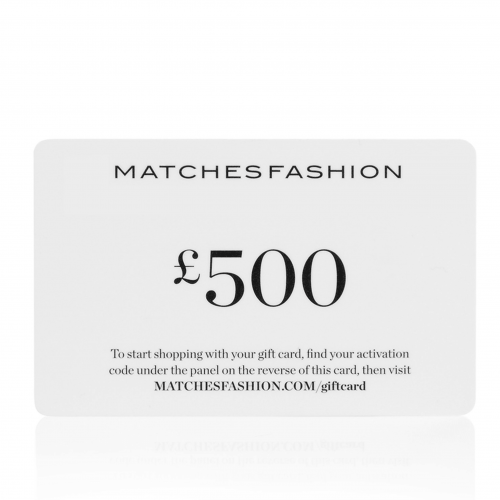 MATCHESFASHION
£500
To start shopping with your gift card, find your activation
code under the panel on the reverse of this card, then visit
MATCHESFASHION.COM/giftcard